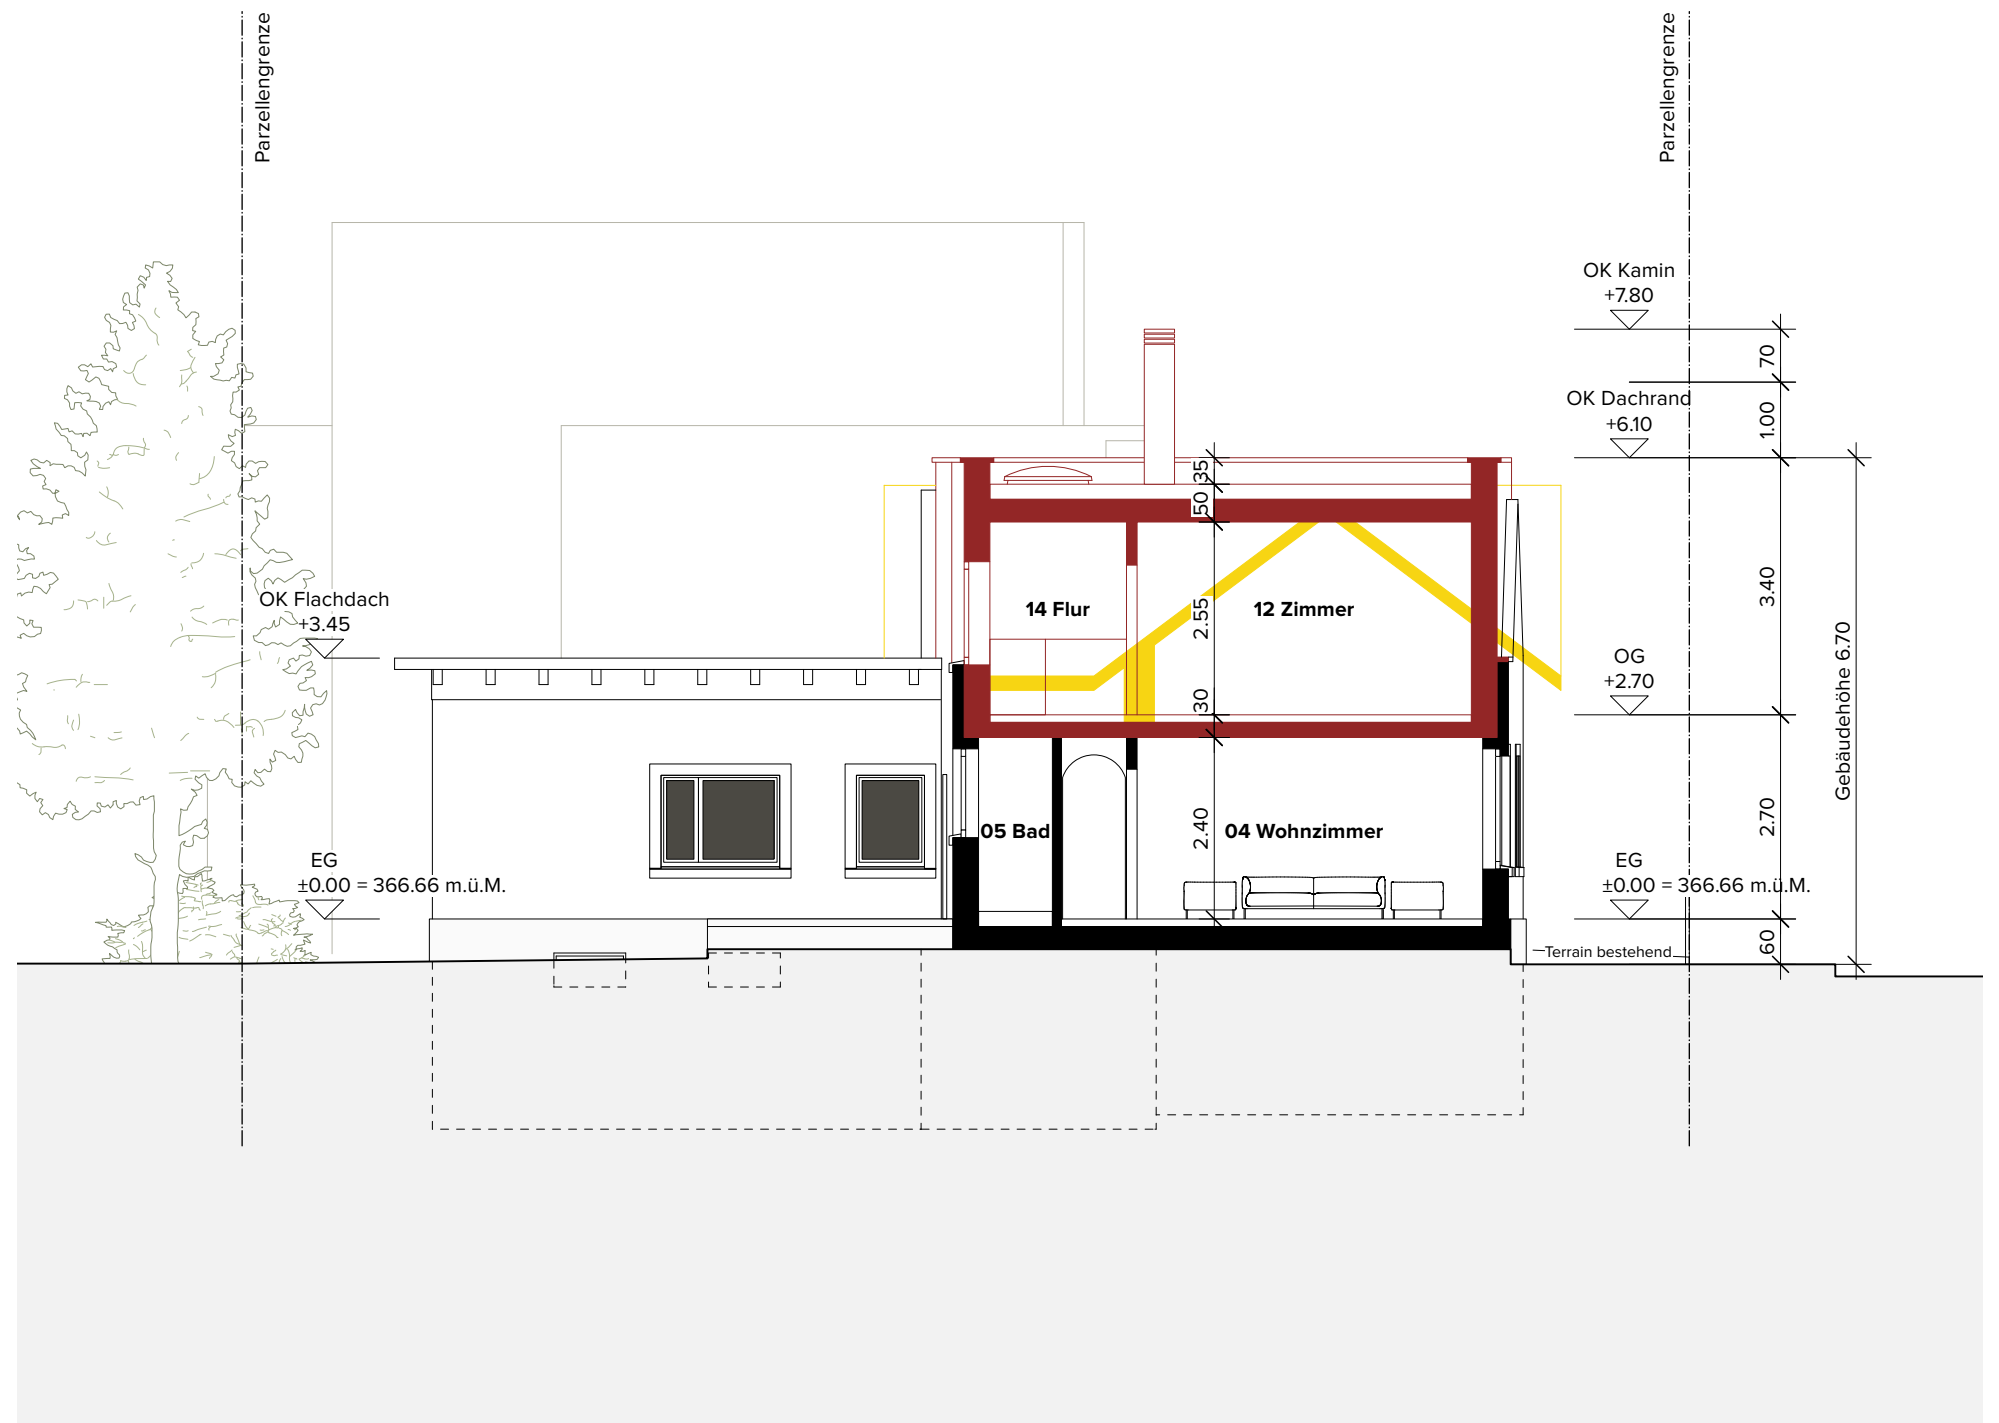 Parzellengrenze
Parzellengrenze
OK Kamin
+7.80
70
OK Dachrand
+6.10
1.00
35
50
OK Flachdach
+3.45
14 Flur
2.55
12 Zimmer
3.40
OG
+2.70
30
Gebäudehöhe 6.70
05 Bad
2.40
04 Wohnzimmer
2.70
EG
±0.00 = 366.66 m.ü.M.
EG
±0.00 = 366.66 m.ü.M.
Terrain bestehend
60